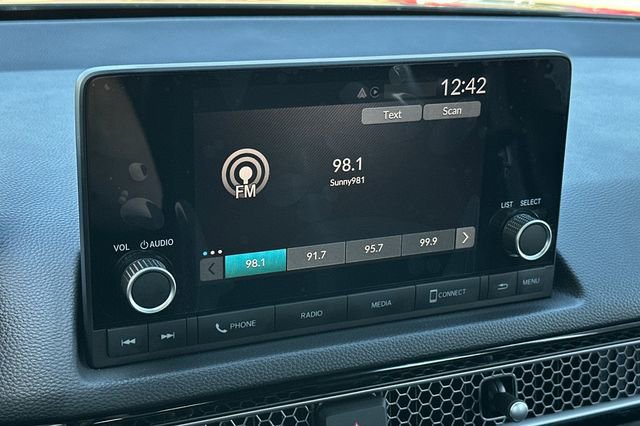 12:42
Text
Scan
98.1
Sunny981
FM
LIST
SELECT
VOL
AUDIO
98.1
91.7
95.7
99.9
PHONE
RADIO
MEDIA
CONNECT
MENU